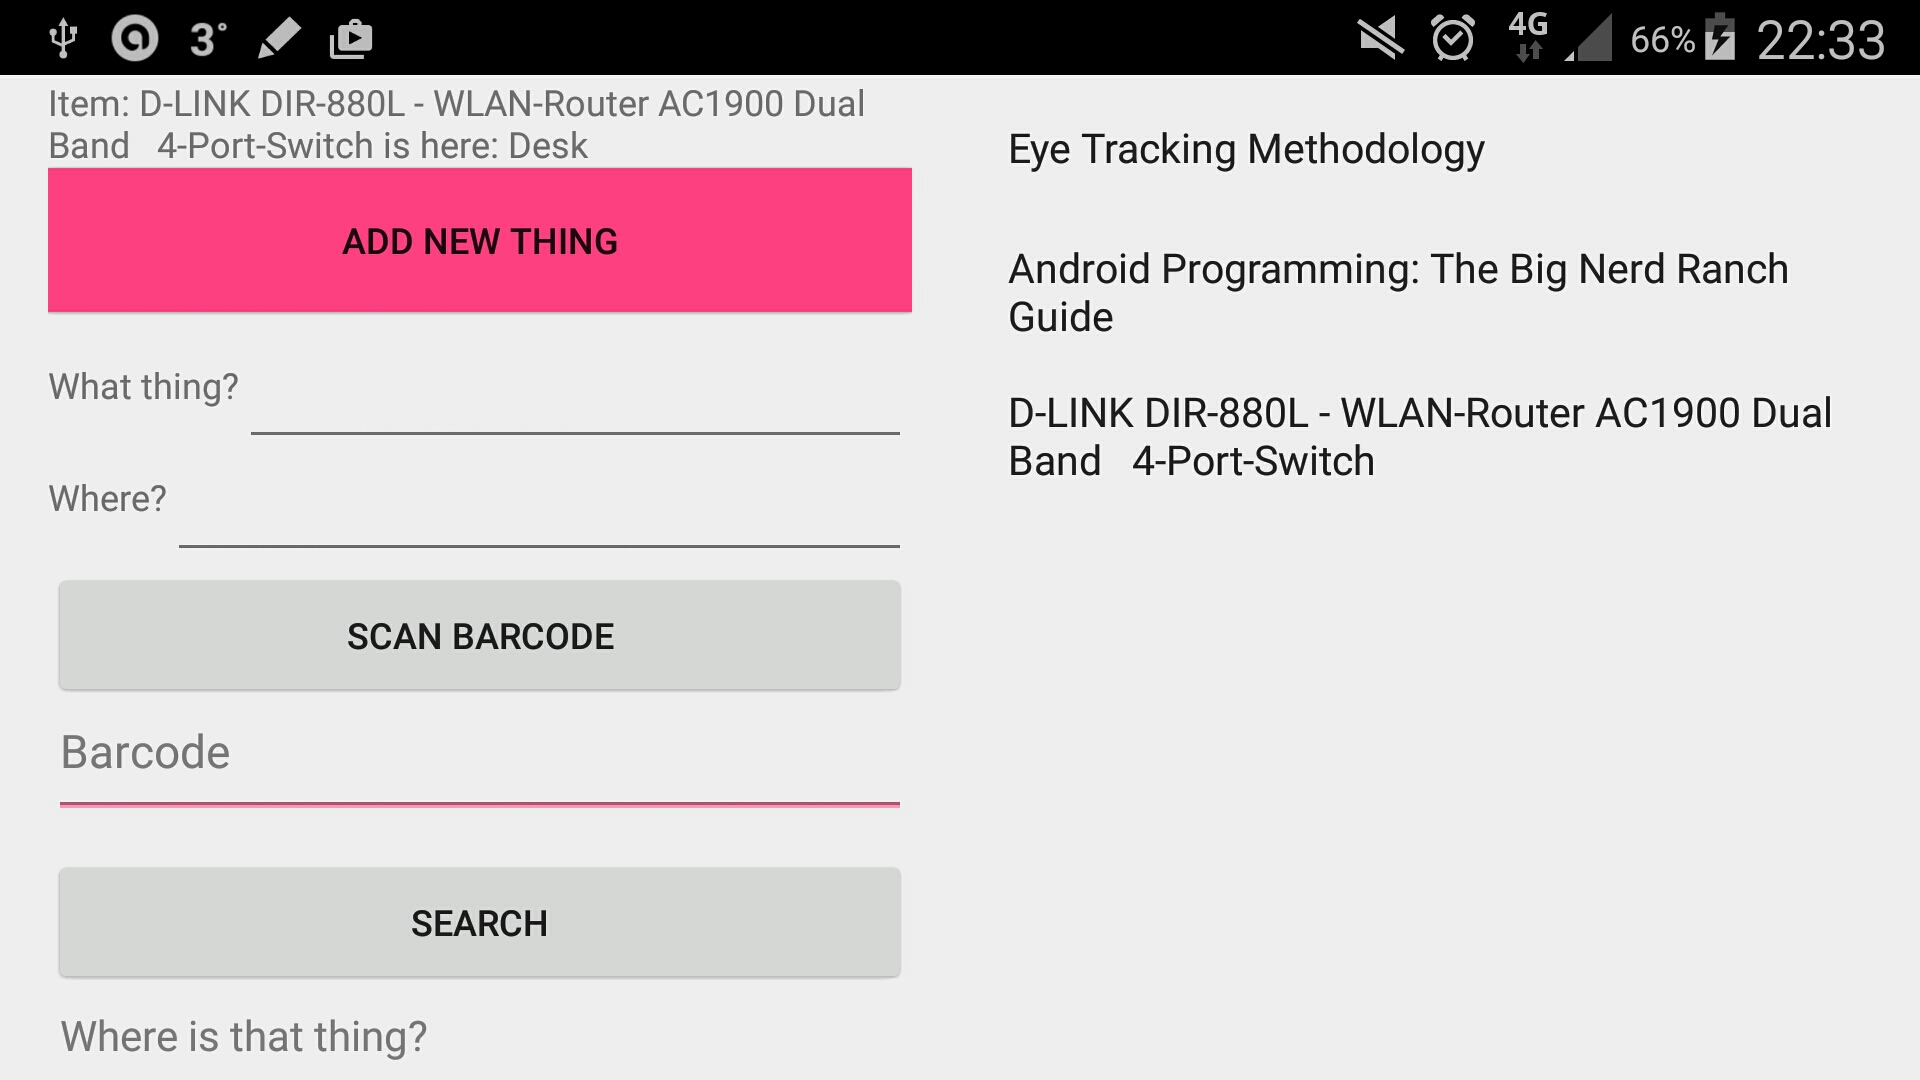 3°
4G
66%
22:33
Item: D-LINK DIR-880L - WLAN-Router AC1900 Dual
Band   4-Port-Switch is here: Desk
ADD NEW THING
What thing?
Where?
SCAN BARCODE
Barcode
SEARCH
Where is that thing?
Eye Tracking Methodology
Android Programming: The Big Nerd Ranch
Guide
D-LINK DIR-880L - WLAN-Router AC1900 Dual
Band   4-Port-Switch